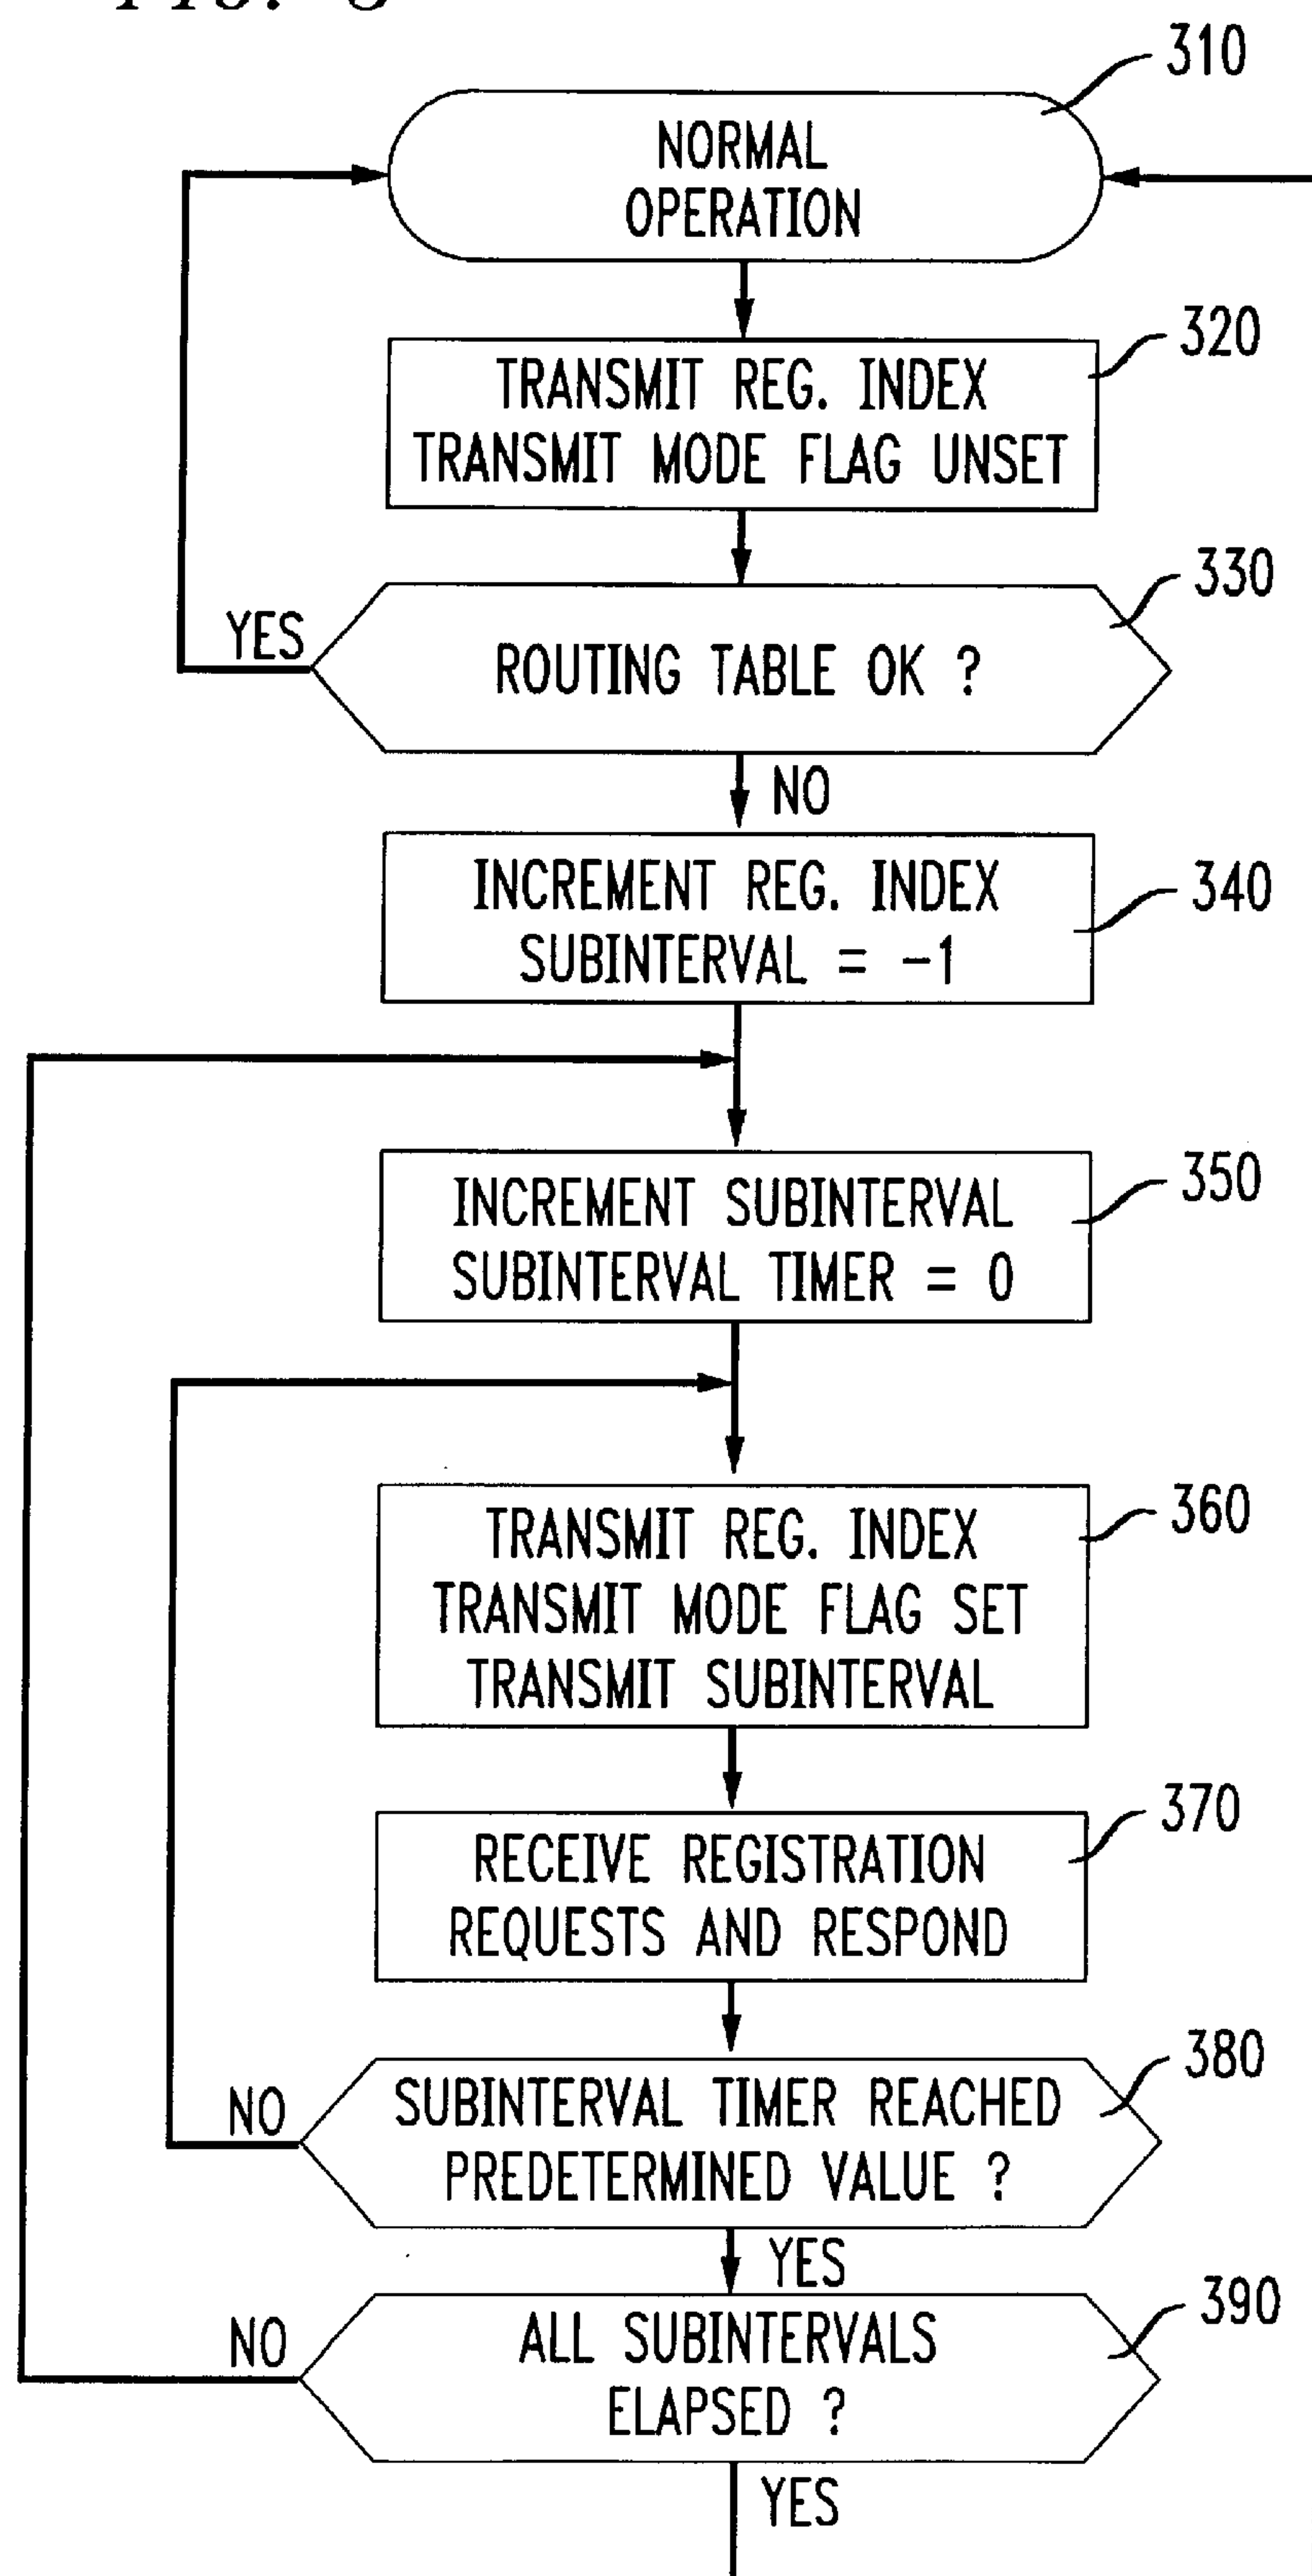 310
NORMAL
OPERATION
320
TRANSMIT REG. INDEX
TRANSMIT MODE FLAG UNSET
330
YES
ROUTING TABLE OK ?
NO
INCREMENT REG. INDEX
340
SUBINTERVAL = -1
350
INCREMENT SUBINTERVAL
SUBINTERVAL TIMER = 0
360
TRANSMIT REG. INDEX
TRANSMIT MODE FLAG SET
TRANSMIT SUBINTERVAL
370
RECEIVE REGISTRATION
REQUESTS AND RESPOND
380
NO
SUBINTERVAL TIMER REACHED
PREDETERMINED VALUE ?
YES
390
NO
ALL SUBINTERVALS
ELAPSED ?
YES